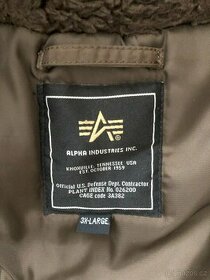 ALPHA INDUSTRIES INC.
KNOXVILLE, TENNESSEE USA
EST. OCTOBER 1959
Official U.S. Defense Dept. Contractor
PLANT INDEX No. 026200
CAGE CODE 3A382
3X-LARGE